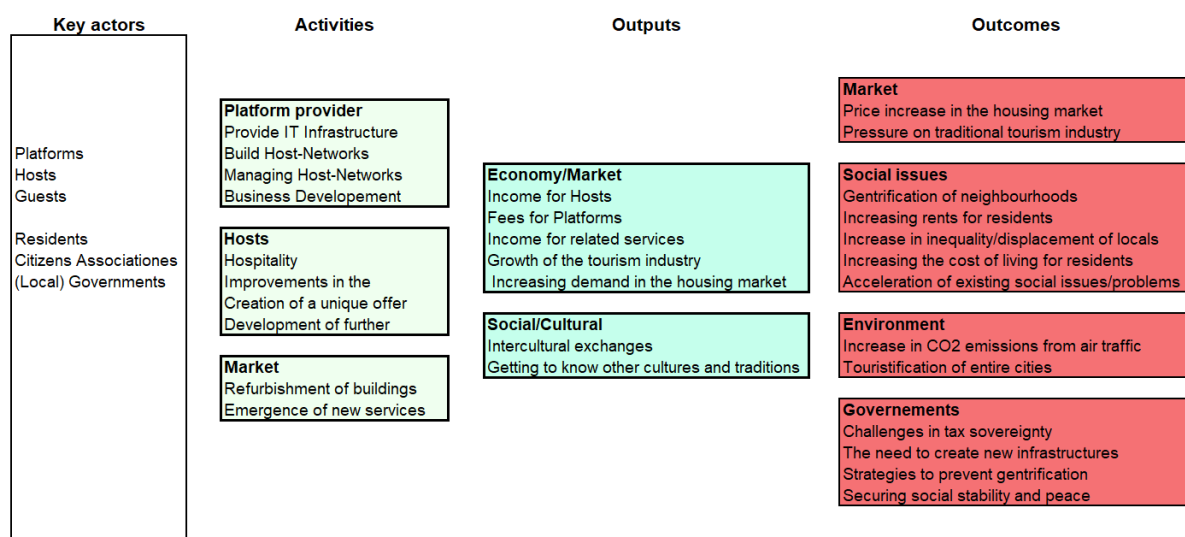 Key actors
Platforms
Hosts
Guests
Residents
Citizens Associationes
(Local) Governments
Activities
Platform provider
Provide IT Infrastructure
Build Host-Networks
Managing Host-Networks
Business Developement
Hosts
Hospitality
Improvements in the
Creation of a unique offer
Development of further
Market
Refurbishment of buildings
Emergence of new services
Outputs
Economy/Market
Income for Hosts
Fees for Platforms
Income for related services
Growth of the tourism industry
Increasing demand in the housing market
Social/Cultural
Intercultural exchanges
Getting to know other cultures and traditions
Outcomes
Market
Price increase in the housing market
Pressure on traditional tourism industry
Social issues
Gentrification of neighbourhoods
Increasing rents for residents
Increase in inequality/displacement of locals
Increasing the cost of living for residents
Acceleration of existing social issues/problems
Environment
Increase in CO2 emissions from air traffic
Touristification of entire cities
Governements
Challenges in tax sovereignty
The need to create new infrastructures
Strategies to prevent gentrification
Securing social stability and peace